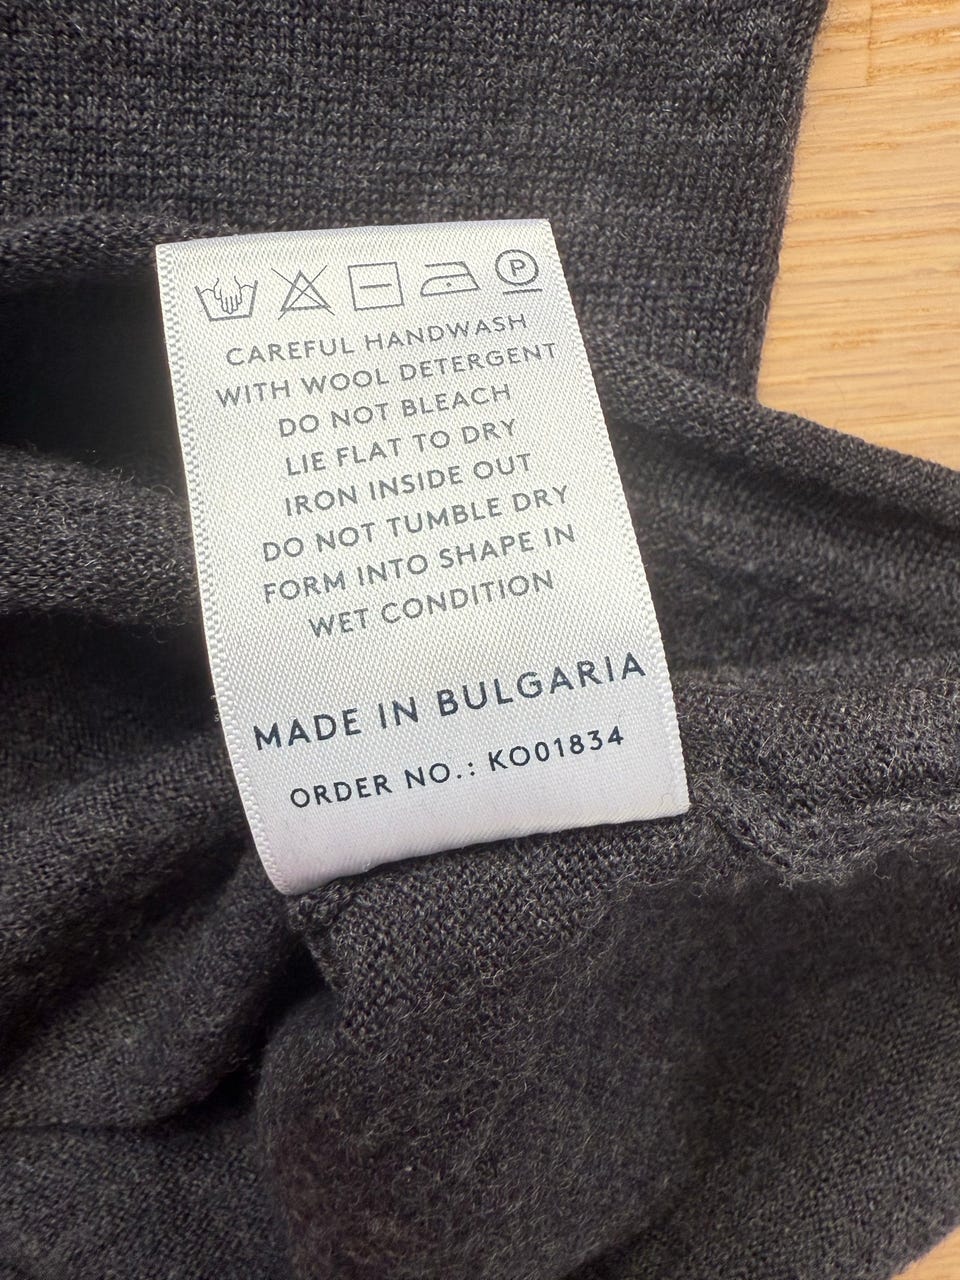 P
CAREFUL HANDWASH
WITH WOOL DETERGENT
DO NOT BLEACH
LIE FLAT TO DRY
IRON INSIDE OUT
DO NOT TUMBLE DRY
FORM INTO SHAPE IN
WET CONDITION
MADE IN BULGARIA
ORDER NO.: KO01834